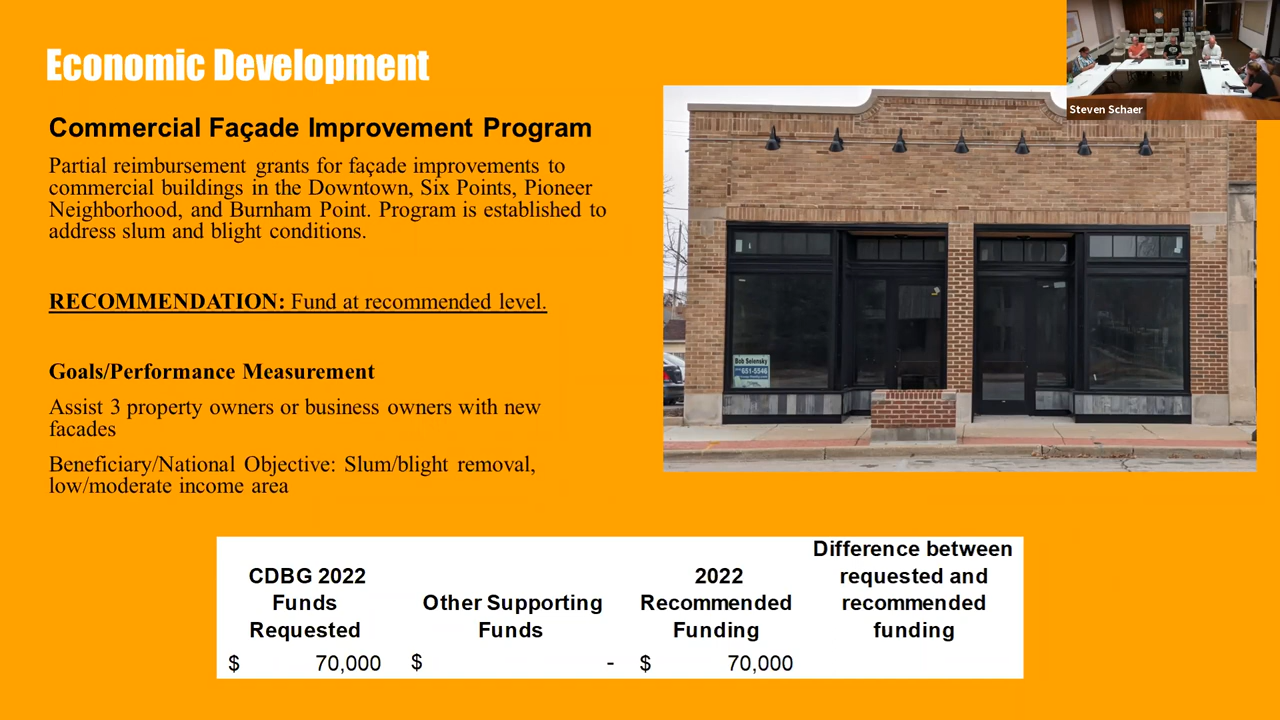 Economic Development
Steven Schaer
Commercial Façade Improvement Program
Partial reimbursement grants for façade improvements to
commercial buildings in the Downtown, Six Points, Pioneer
Neighborhood, and Burnham Point. Program is established to
address slum and blight conditions.
RECOMMENDATION: Fund at recommended level.
Goals/Performance Measurement
Assist 3 property owners or business owners with new
facades
Beneficiary/National Objective: Slum/blight removal,
low/moderate income area
Bob Selensky
651-5546
CDBG 2022
Funds
Requested
Other Supporting
Funds
2022
Recommended
Funding
Difference between
requested and
recommended
funding
$ 70,000 $ - $ 70,000